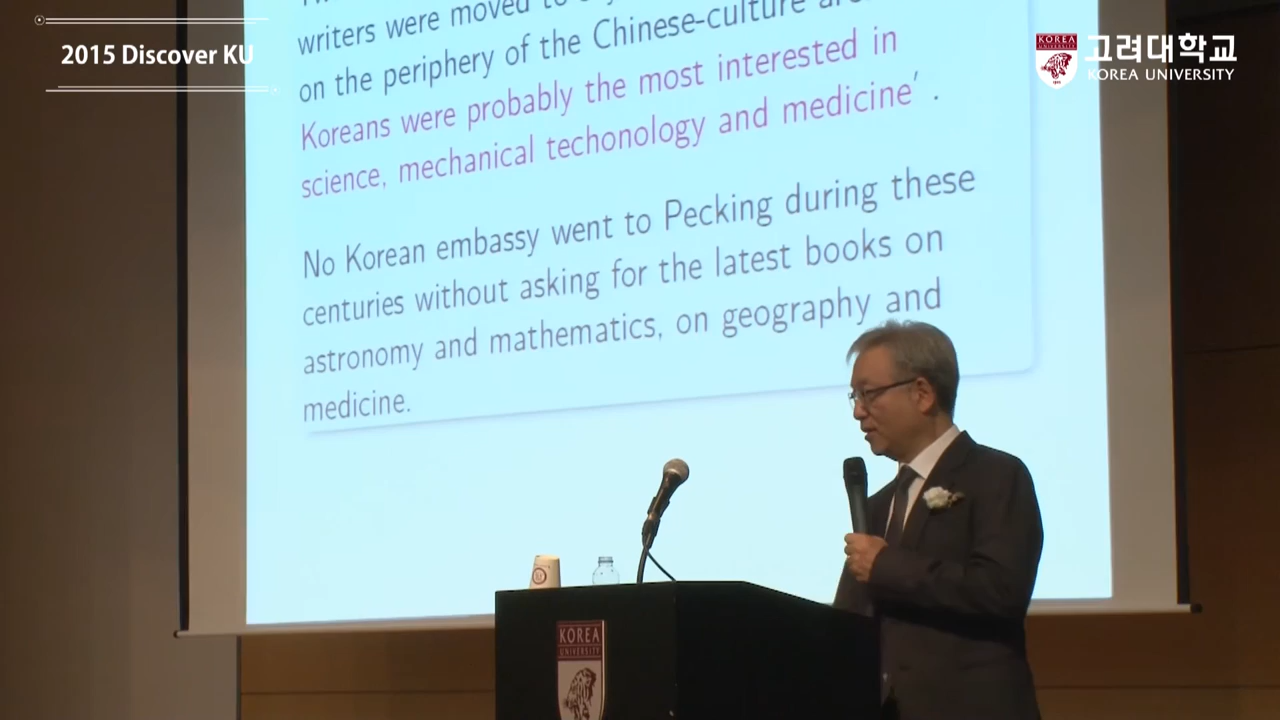 2015 Discover KU
KOREA
UNIVERSITY
고려대학교
KOREA UNIVERSITY
writers were moved
on the periphery of the Chinese-culture
Koreans were probably the most interested in
science, mechanical techonology and medicine' .
No Korean embassy went to Pecking during these
centuries without asking for the latest books on
astronomy and mathematics, on geography and
medicine.
KOREA
UNIVERSITY